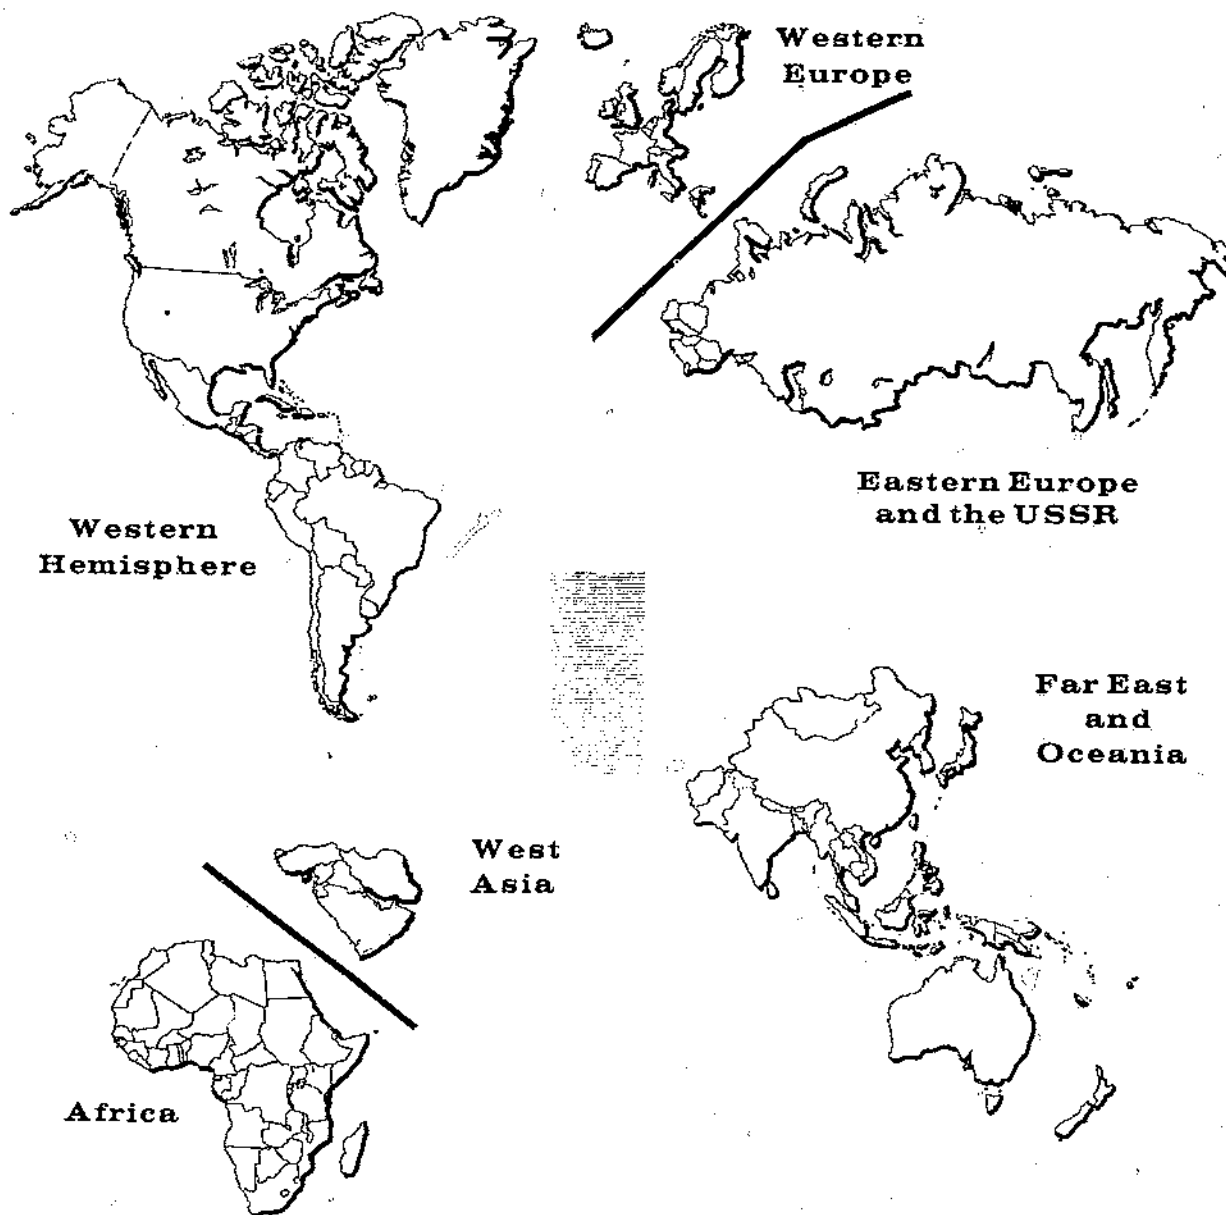 Western
Europe
Eastern Europe
and the USSR
Western
Hemisphere
Far East
and
Oceania
West
Asia
Africa